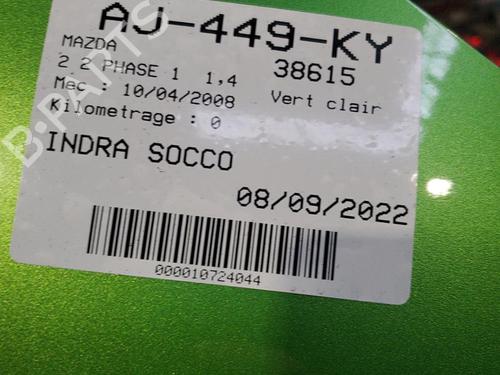 AJ-449-KY
MAZDA 38615
2 2 PHASE 1 1,4
Mec : 10/04/2008 Vert clair
Kilometrage : 0
INDRA SOCCO
08/09/2022
000010724044
B-PARTS